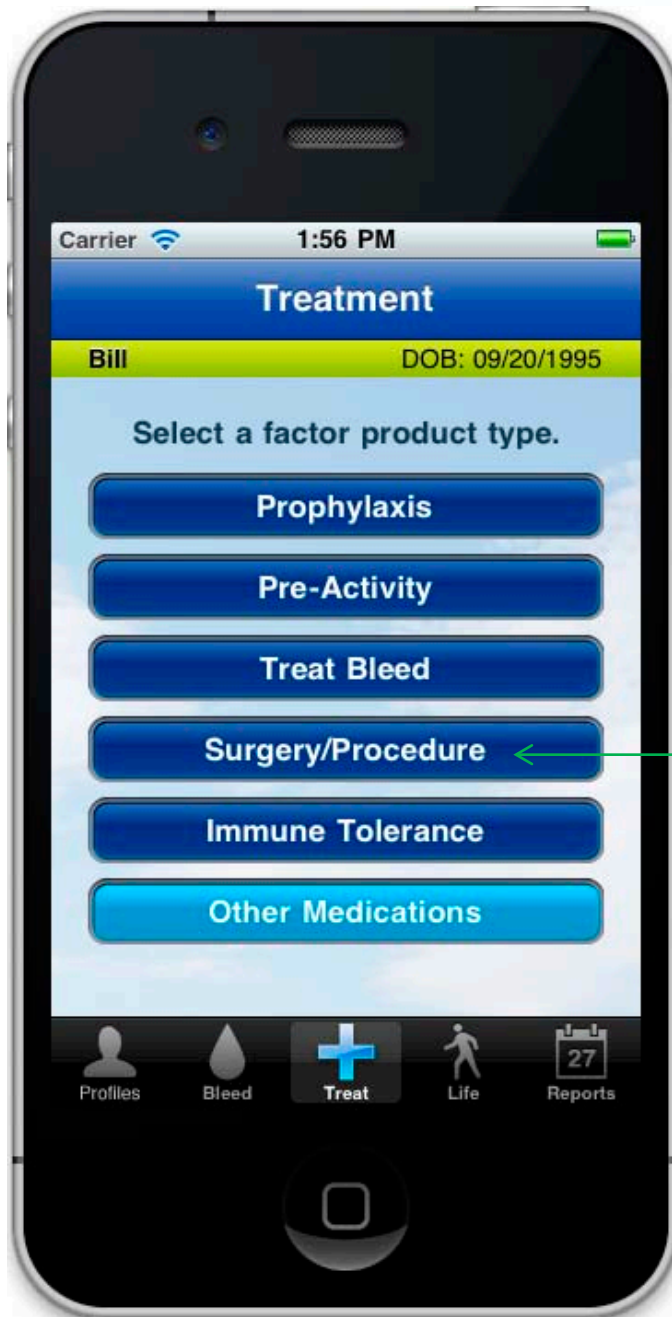 Carrier 1:56 PM
Treatment
Bill DOB: 09/20/1995
Select a factor product type.
Prophylaxis
Pre-Activity
Treat Bleed
Surgery/Procedure
Immune Tolerance
Other Medications
27
Profiles Bleed Treat Life Reports